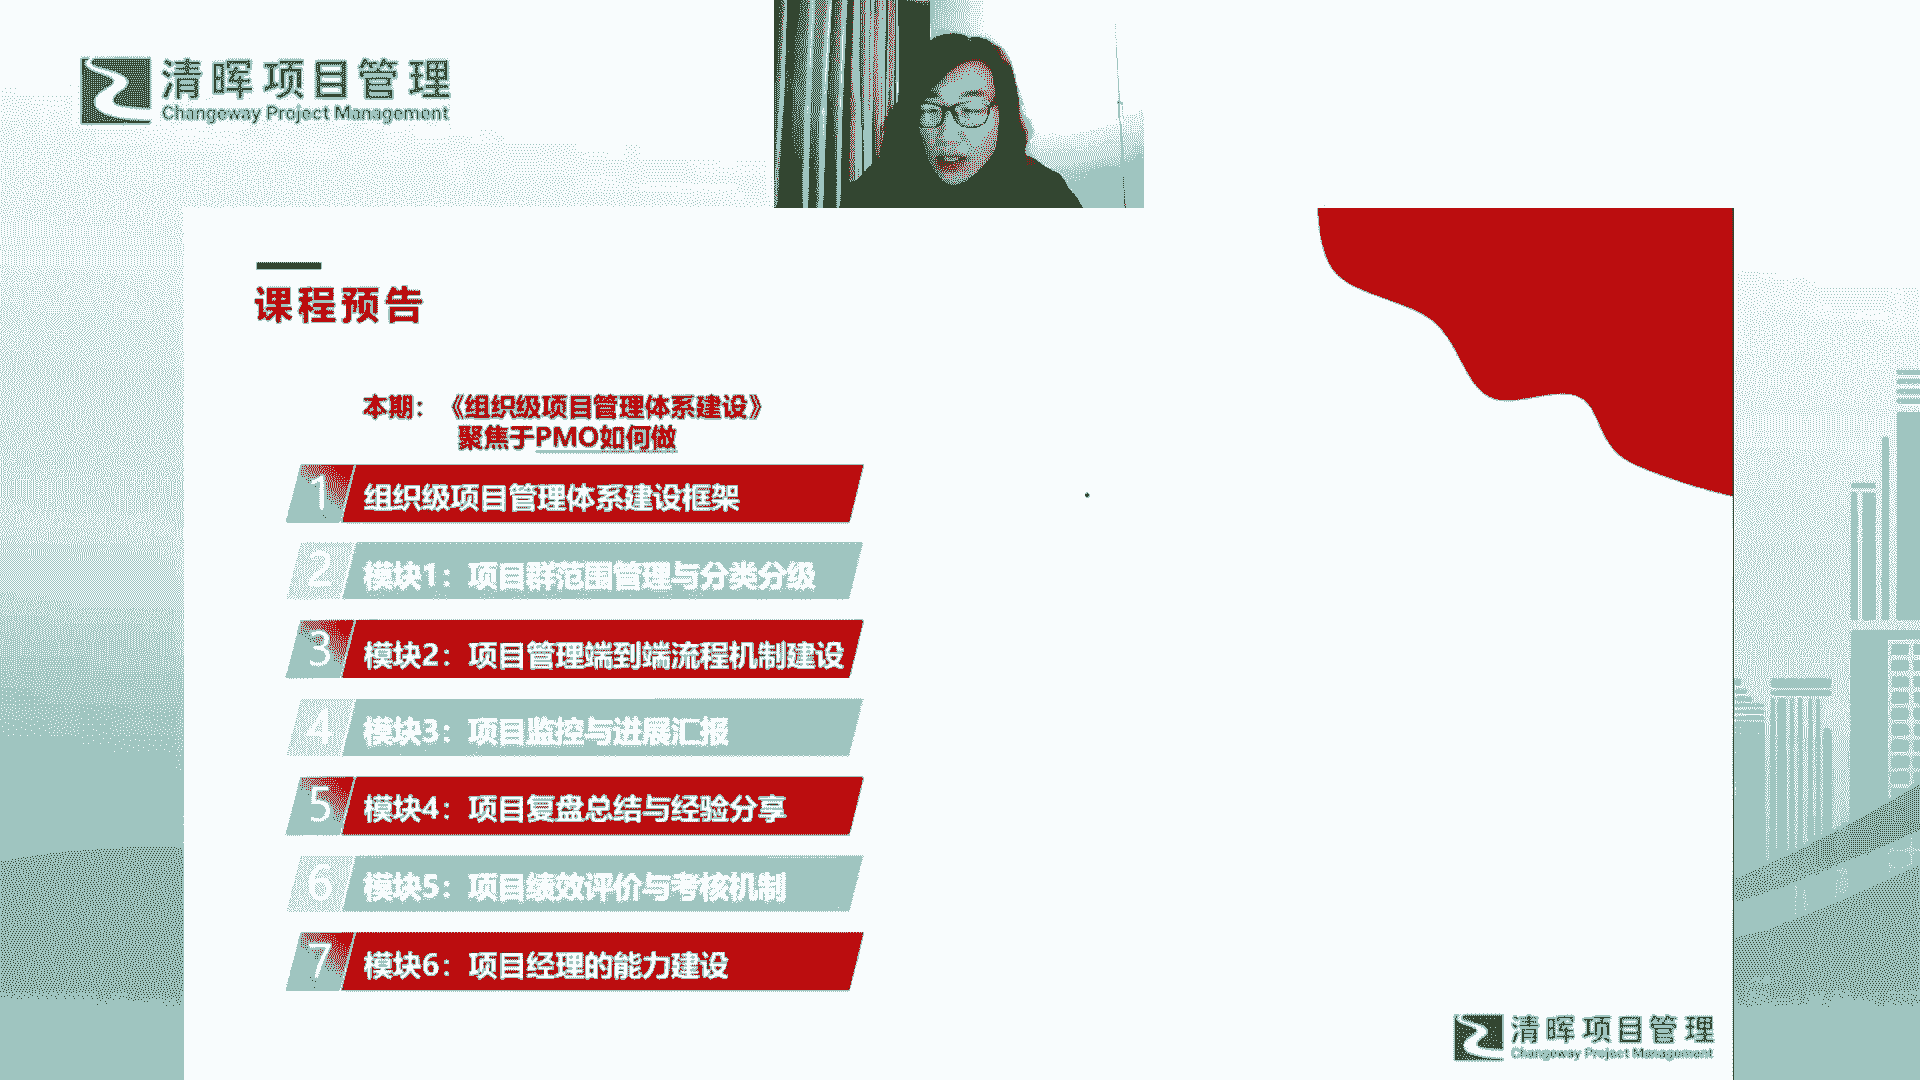 清晖项目管理
Changeway Project Management
课程预告
本期：《组织级项目管理体系建设》
聚焦于PMO如何做
1 组织级项目管理体系建设框架
2 模块1：项目群范围管理与分类分级
3 模块2：项目管理端到端流程机制建设
4 模块3：项目监控与进展汇报
5 模块4：项目复盘总结与经验分享
6 模块5：项目绩效评价与考核机制
7 模块6：项目经理的能力建设
清晖项目管理
Changeway Project Management